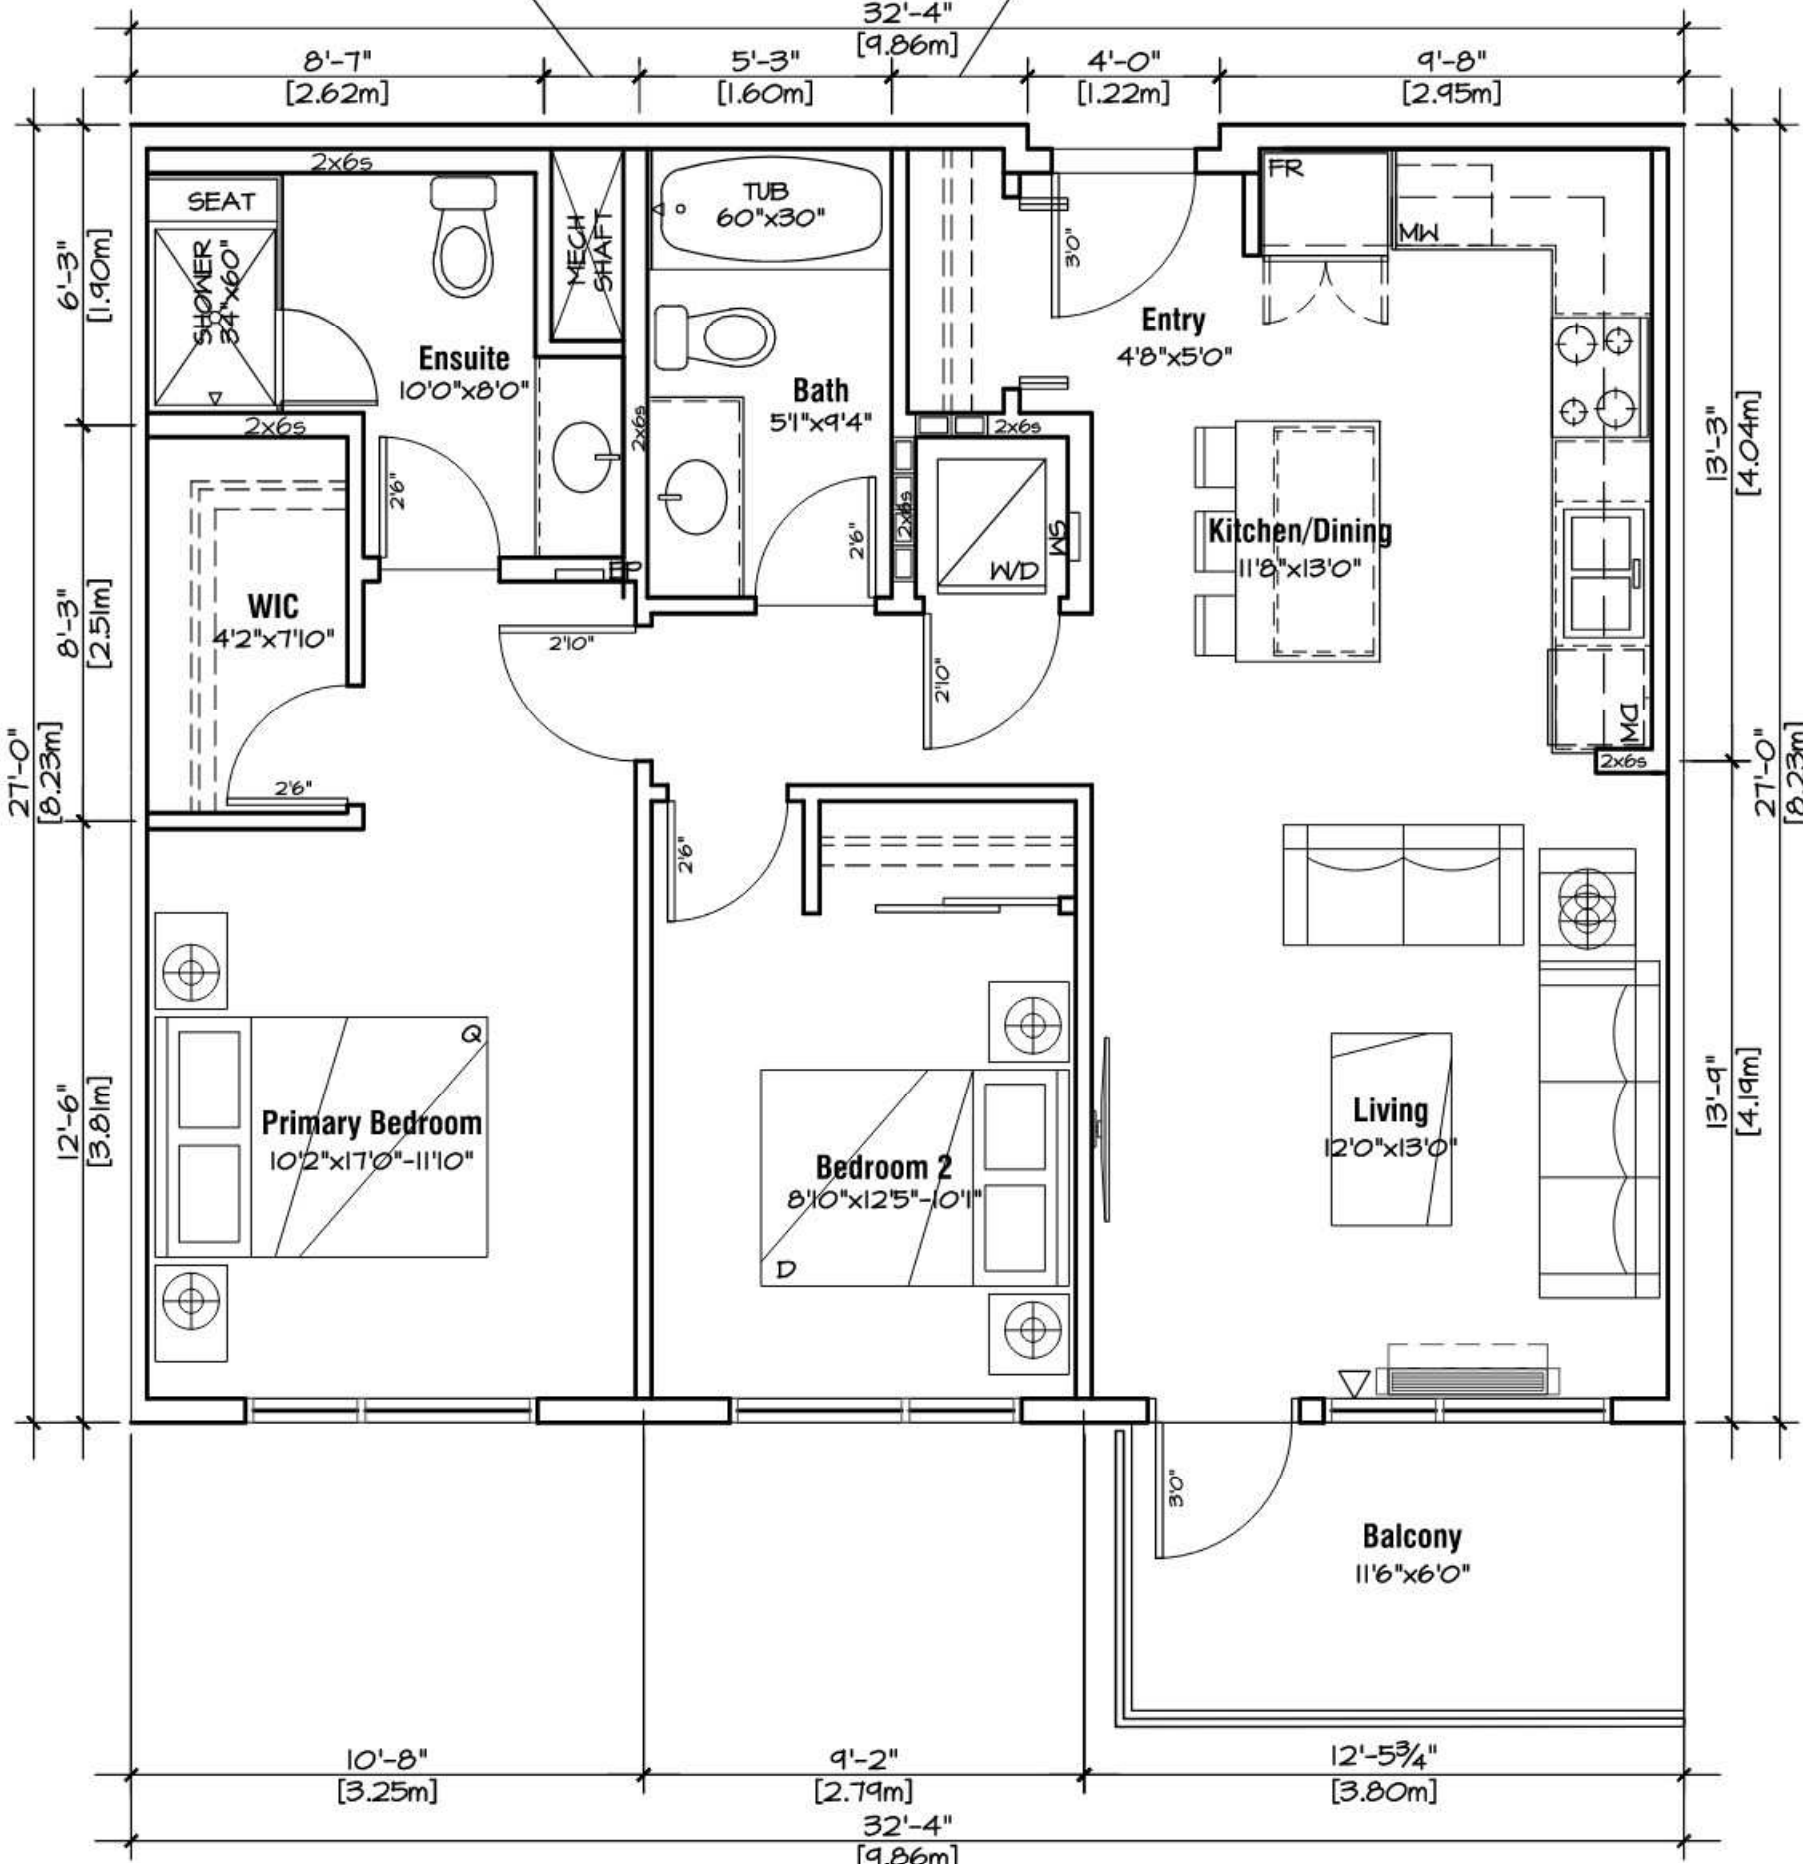 32'-4"
[9.86m]
8'-7"
[2.62m]
5'-3"
[1.60m]
4'-0"
[1.22m]
9'-8"
[2.95m]
2x6s
SEAT
SHOWER
34"x60"
MECH
SHAFT
TUB
60"x30"
3'0"
FR
MW
6'-3"
[1.90m]
Ensuite
10'0"x8'0"
Bath
5'1"x9'4"
Entry
4'8"x5'0"
2x6s
2x6s
2x6s
2x6s
13'-3"
[4.04m]
2'6"
2'6"
W/D
SM
Kitchen/Dining
11'8"x13'0"
WIC
4'2"x7'10"
8'-3"
[2.51m]
2'10"
2'10"
DW
2x6s
27'-0"
[8.23m]
27'-0"
[8.23m]
2'6"
2'6"
Q
Primary Bedroom
10'2"x17'0"-11'10"
12'-6"
[3.81m]
Bedroom 2
8'10"x12'5"-10'1"
D
Living
12'0"x13'0"
13'-9"
[4.19m]
3'0"
Balcony
11'6"x6'0"
10'-8"
[3.25m]
9'-2"
[2.79m]
12'-5¾"
[3.80m]
32'-4"
[9.86m]